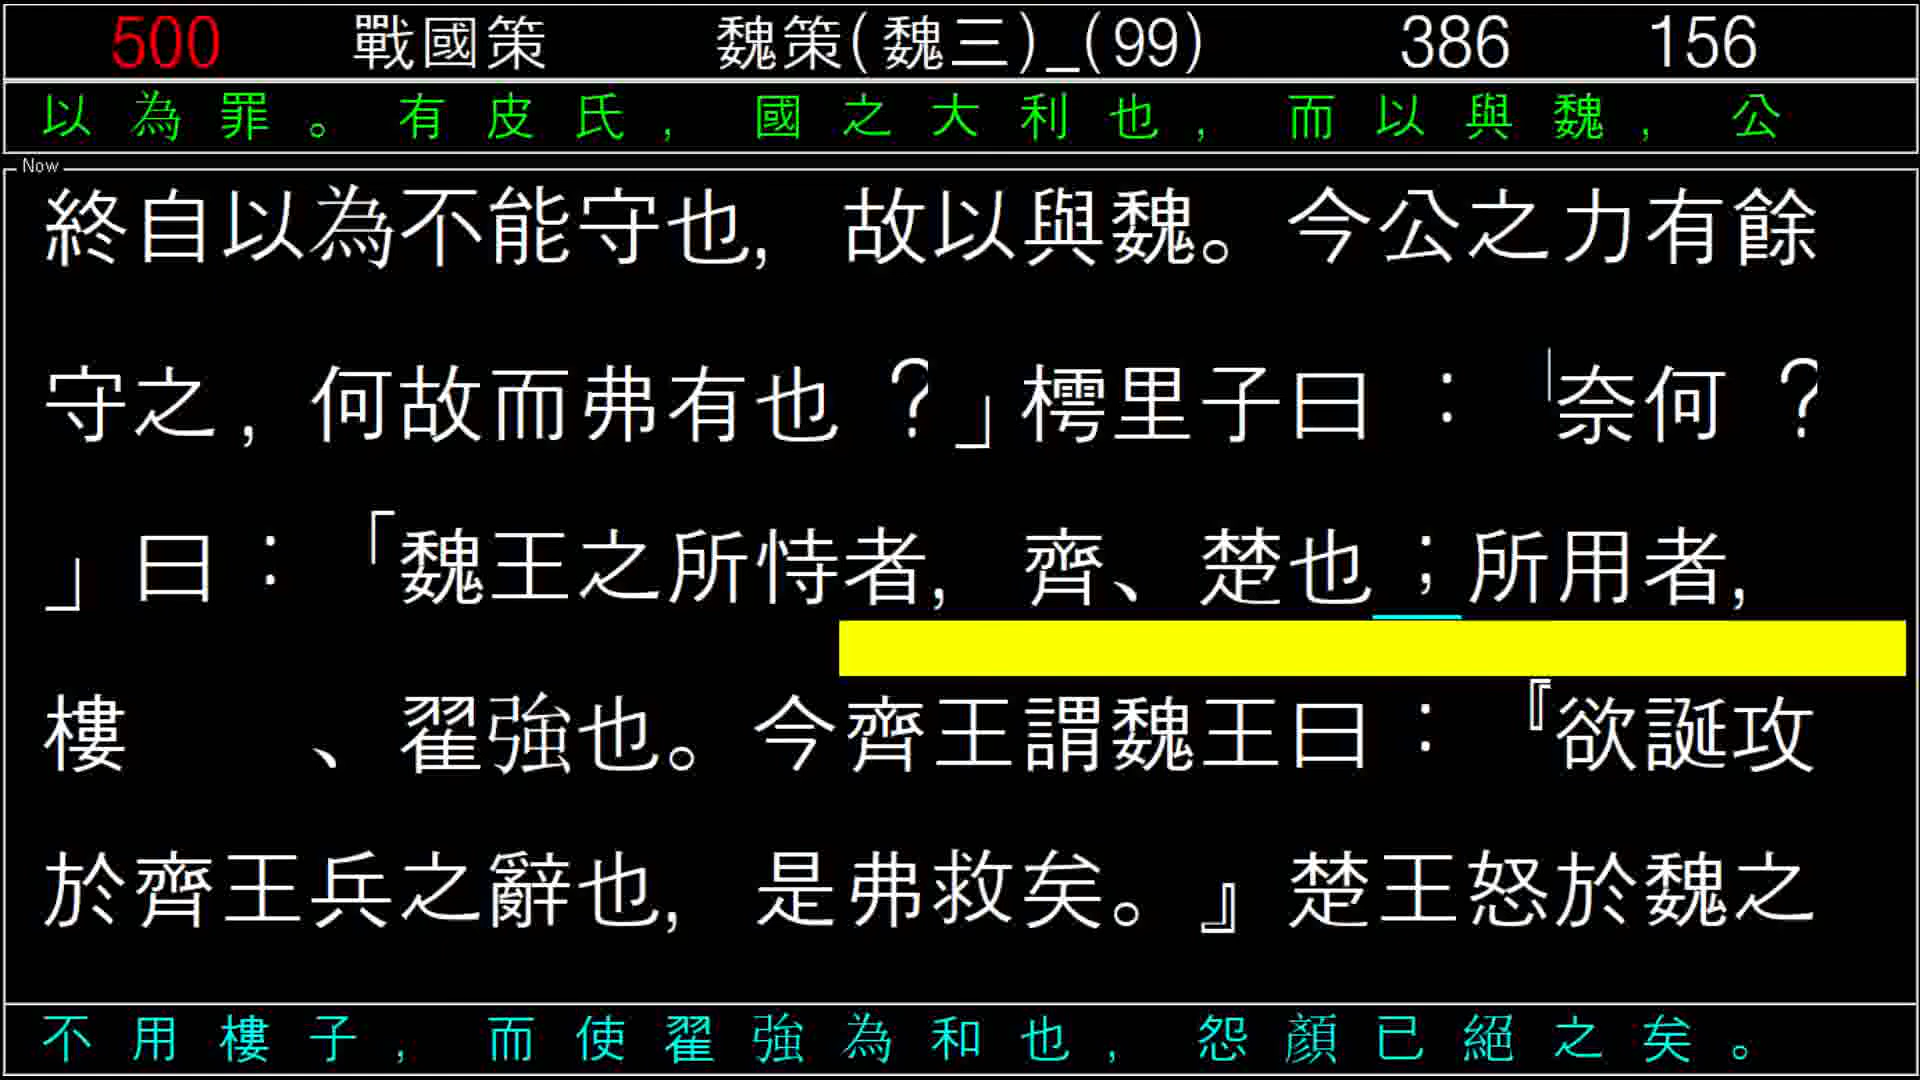 500 戰國策 魏策(魏三)_(99) 386 156
以為罪。有皮氏,國之大利也,而以與魏,公
Now
終自以為不能守也,故以與魏。今公之力有餘
守之,何故而弗有也?」樗里子曰:「奈何?
」曰:「魏王之所恃者,齊、楚也;所用者,
樓 、翟強也。今齊王謂魏王曰:『欲誕攻
於齊王兵之辭也,是弗救矣。』楚王怒於魏之
不用樓子,而使翟強為和也,怨顏已絕之矣。